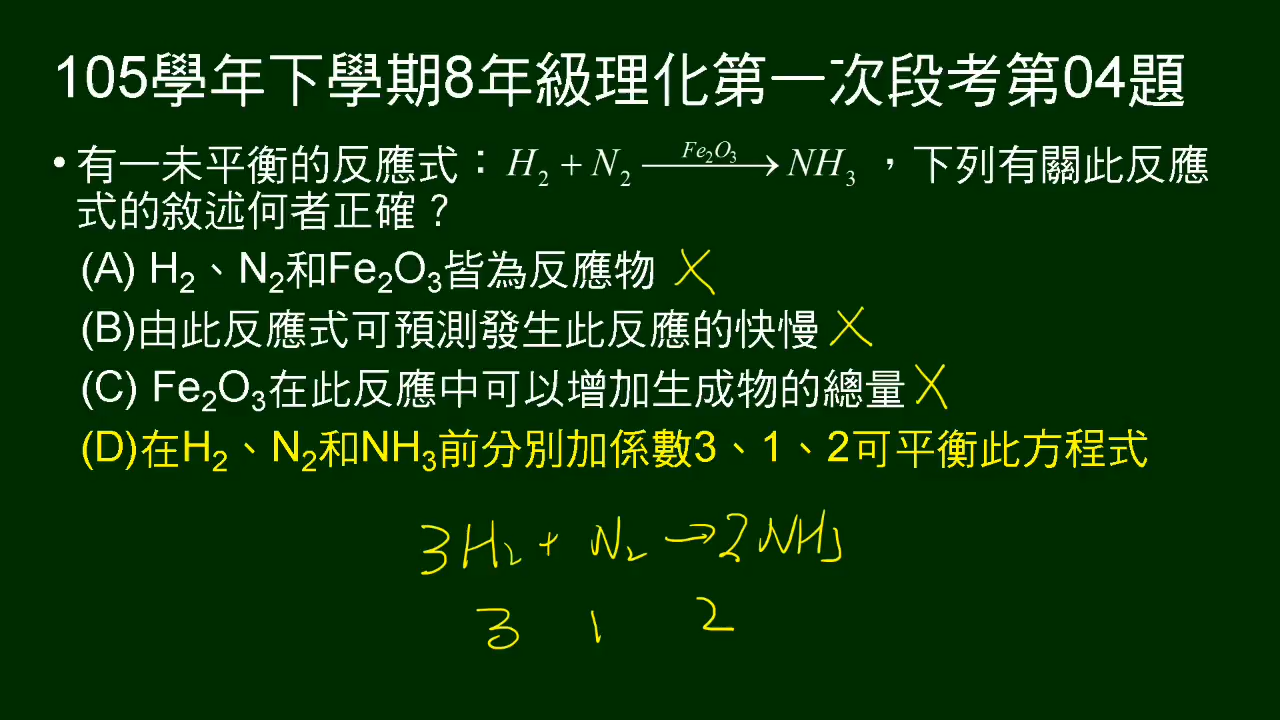 105學年下學期8年級理化第一次段考第04題
•有一未平衡的反應式：H₂ + N₂ —Fe₂O₃→ NH₃ ，下列有關此反應
式的敘述何者正確？
(A) H₂、N₂和Fe₂O₃皆為反應物 X
(B)由此反應式可預測發生此反應的快慢 X
(C) Fe₂O₃在此反應中可以增加生成物的總量 X
(D)在H₂、N₂和NH₃前分別加係數3、1、2可平衡此方程式
3H₂ + N₂ → 2NH₃
3 1 2